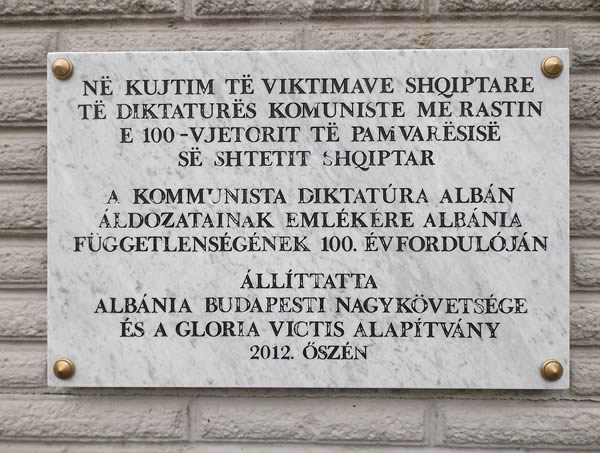 NË KUJTIM TË VIKTIMAVE SHQIPTARE
TË DIKTATURËS KOMUNISTE ME RASTIN
E 100-VJETORIT TË PAMVARËSISË
SË SHTETIT SHQIPTAR
A KOMMUNISTA DIKTATÚRA ALBÁN
ÁLDOZATAINAK EMLÉKÉRE ALBÁNIA
FÜGGETLENSÉGÉNEK 100. ÉVFORDULÓJÁN
ÁLLÍTTATTA
ALBÁNIA BUDAPESTI NAGYKÖVETSÉGE
ÉS A GLORIA VICTIS ALAPÍTVÁNY
2012. ŐSZÉN